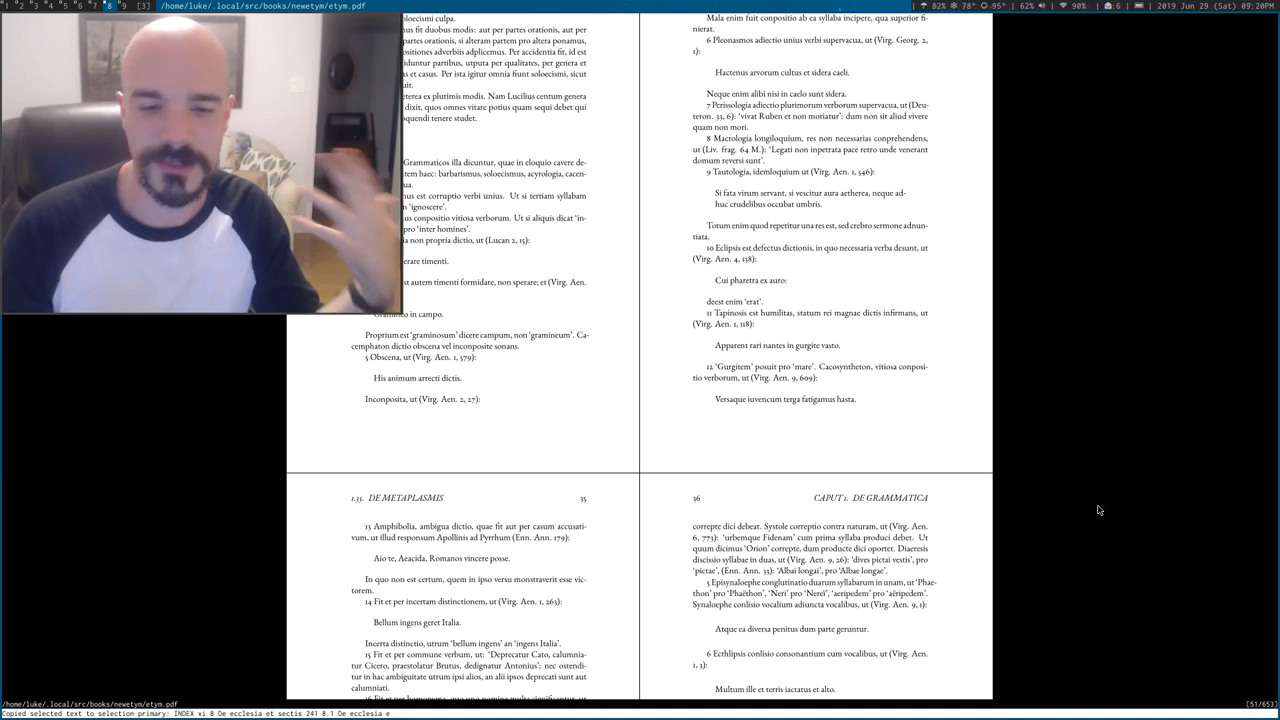 1 2 3 4 5 6 7 8 9 [3] /home/luke/.local/src/books/newetym/etym.pdf
82% 78° 95° 62% 90% :6 2019 Jun 29 (Sat) 09:20PM
oloecismi culpa.
us fit duobus modis: aut per partes orationis, aut per
partes orationis, si alteram partem pro altera ponamus,
ositiones adverbiis adplicemus. Per accidentia fit, id est
ciduntur partibus, utputa per qualitates, per genera et
s et casus. Per ista igitur omnia fiunt soloecismi, sicut
uit.
eterea ex plurimis modis. Nam Lucilius centum genera
dixit, quos omnes vitare potius quam sequi debet qui
oquendi tenere studet.
Grammaticos illa dicuntur, quae in eloquio cavere de-
tem haec: barbarismus, soloecismus, acyrologia, cacen-
ua.
us est corruptio verbi unius. Ut si tertiam syllabam
n 'ignoscere'.
us conpositio vitiosa verborum. Ut si aliquis dicat 'in-
pro 'inter homines'.
ia non propria dictio, ut (Lucan 2, 15):
erare timenti.
st autem timenti formidare, non sperare; et (Virg. Aen.
Gramineo in campo.
Proprium est 'graminosum' dicere campum, non 'gramineum'. Ca-
cemphaton dictio obscena vel inconposite sonans.
5 Obscena, ut (Virg. Aen. 1, 579):
His animum arrecti dictis.
Inconposita, ut (Virg. Aen. 2, 27):
Mala enim fuit conpositio ab ea syllaba incipere, qua superior fi-
nierat.
6 Pleonasmos adiectio unius verbi supervacua, ut (Virg. Georg. 2,
1):
Hactenus arvorum cultus et sidera caeli.
Neque enim alibi nisi in caelo sunt sidera.
7 Perissologia adiectio plurimorum verborum supervacua, ut (Deu-
teron. 33, 6): 'vivat Ruben et non moriatur': dum non sit aliud vivere
quam non mori.
8 Macrologia longiloquium, res non necessarias conprehendens,
ut (Liv. frag. 64 M.): 'Legati non inpetrata pace retro unde venerant
domum reversi sunt'.
9 Tautologia, idemloquium ut (Virg. Aen. 1, 546):
Si fata virum servant, si vescitur aura aetherea, neque ad-
huc crudelibus occubat umbris.
Totum enim quod repetitur una res est, sed crebro sermone adnun-
tiata.
10 Eclipsis est defectus dictionis, in quo necessaria verba desunt, ut
(Virg. Aen. 4, 138):
Cui pharetra ex auro:
deest enim 'erat'.
11 Tapinosis est humilitas, statum rei magnae dictis infirmans, ut
(Virg. Aen. 1, 118):
Apparent rari nantes in gurgite vasto.
12 'Gurgitem' posuit pro 'mare'. Cacosyntheton, vitiosa conposi-
tio verborum, ut (Virg. Aen. 9, 609):
Versaque iuvencum terga fatigamus hasta.
1.35. DE METAPLASMIS 35
13 Amphibolia, ambigua dictio, quae fit aut per casum accusati-
vum, ut illud responsum Apollinis ad Pyrrhum (Enn. Ann. 179):
Aio te, Aeacida, Romanos vincere posse.
In quo non est certum, quem in ipso versu monstraverit esse vic-
torem.
14 Fit et per incertam distinctionem, ut (Virg. Aen. 1, 263):
Bellum ingens geret Italia.
Incerta distinctio, utrum 'bellum ingens' an 'ingens Italia'.
15 Fit et per commune verbum, ut: 'Deprecatur Cato, calumnia-
tur Cicero, praestolatur Brutus, dedignatur Antonius'; nec ostendi-
tur in hac ambiguitate utrum ipsi alios, an alii ipsos deprecati sunt aut
calumniati.
16 Fit et per homonyma, quo uno nomine multa significantur, ut
36 CAPUT 1. DE GRAMMATICA
correpte dici debeat. Systole correptio contra naturam, ut (Virg. Aen.
6, 773): 'urbemque Fidenam' cum prima syllaba produci debet. Ut
quum dicimus 'Orion' correpte, dum producte dici oportet. Diaeresis
discissio syllabae in duas, ut (Virg. Aen. 9, 26): 'dives pictai vestis', pro
'pictae', (Enn. Ann. 33): 'Albai longai', pro 'Albae longae'.
5 Episynaloephe conglutinatio duarum syllabarum in unam, ut 'Phae-
thon' pro 'Phaëthon', 'Neri' pro 'Nereï', 'aeripedem' pro 'aëripedem'.
Synaloephe conlisio vocalium adiuncta vocalibus, ut (Virg. Aen. 9, 1):
Atque ea diversa penitus dum parte geruntur.
6 Ecthlipsis conlisio consonantium cum vocalibus, ut (Virg. Aen.
1, 3):
Multum ille et terris iactatus et alto.
/home/luke/.local/src/books/newetym/etym.pdf [51/653]
Copied selected text to selection primary: INDEX xi 8 De ecclesia et sectis 241 8.1 De ecclesia e